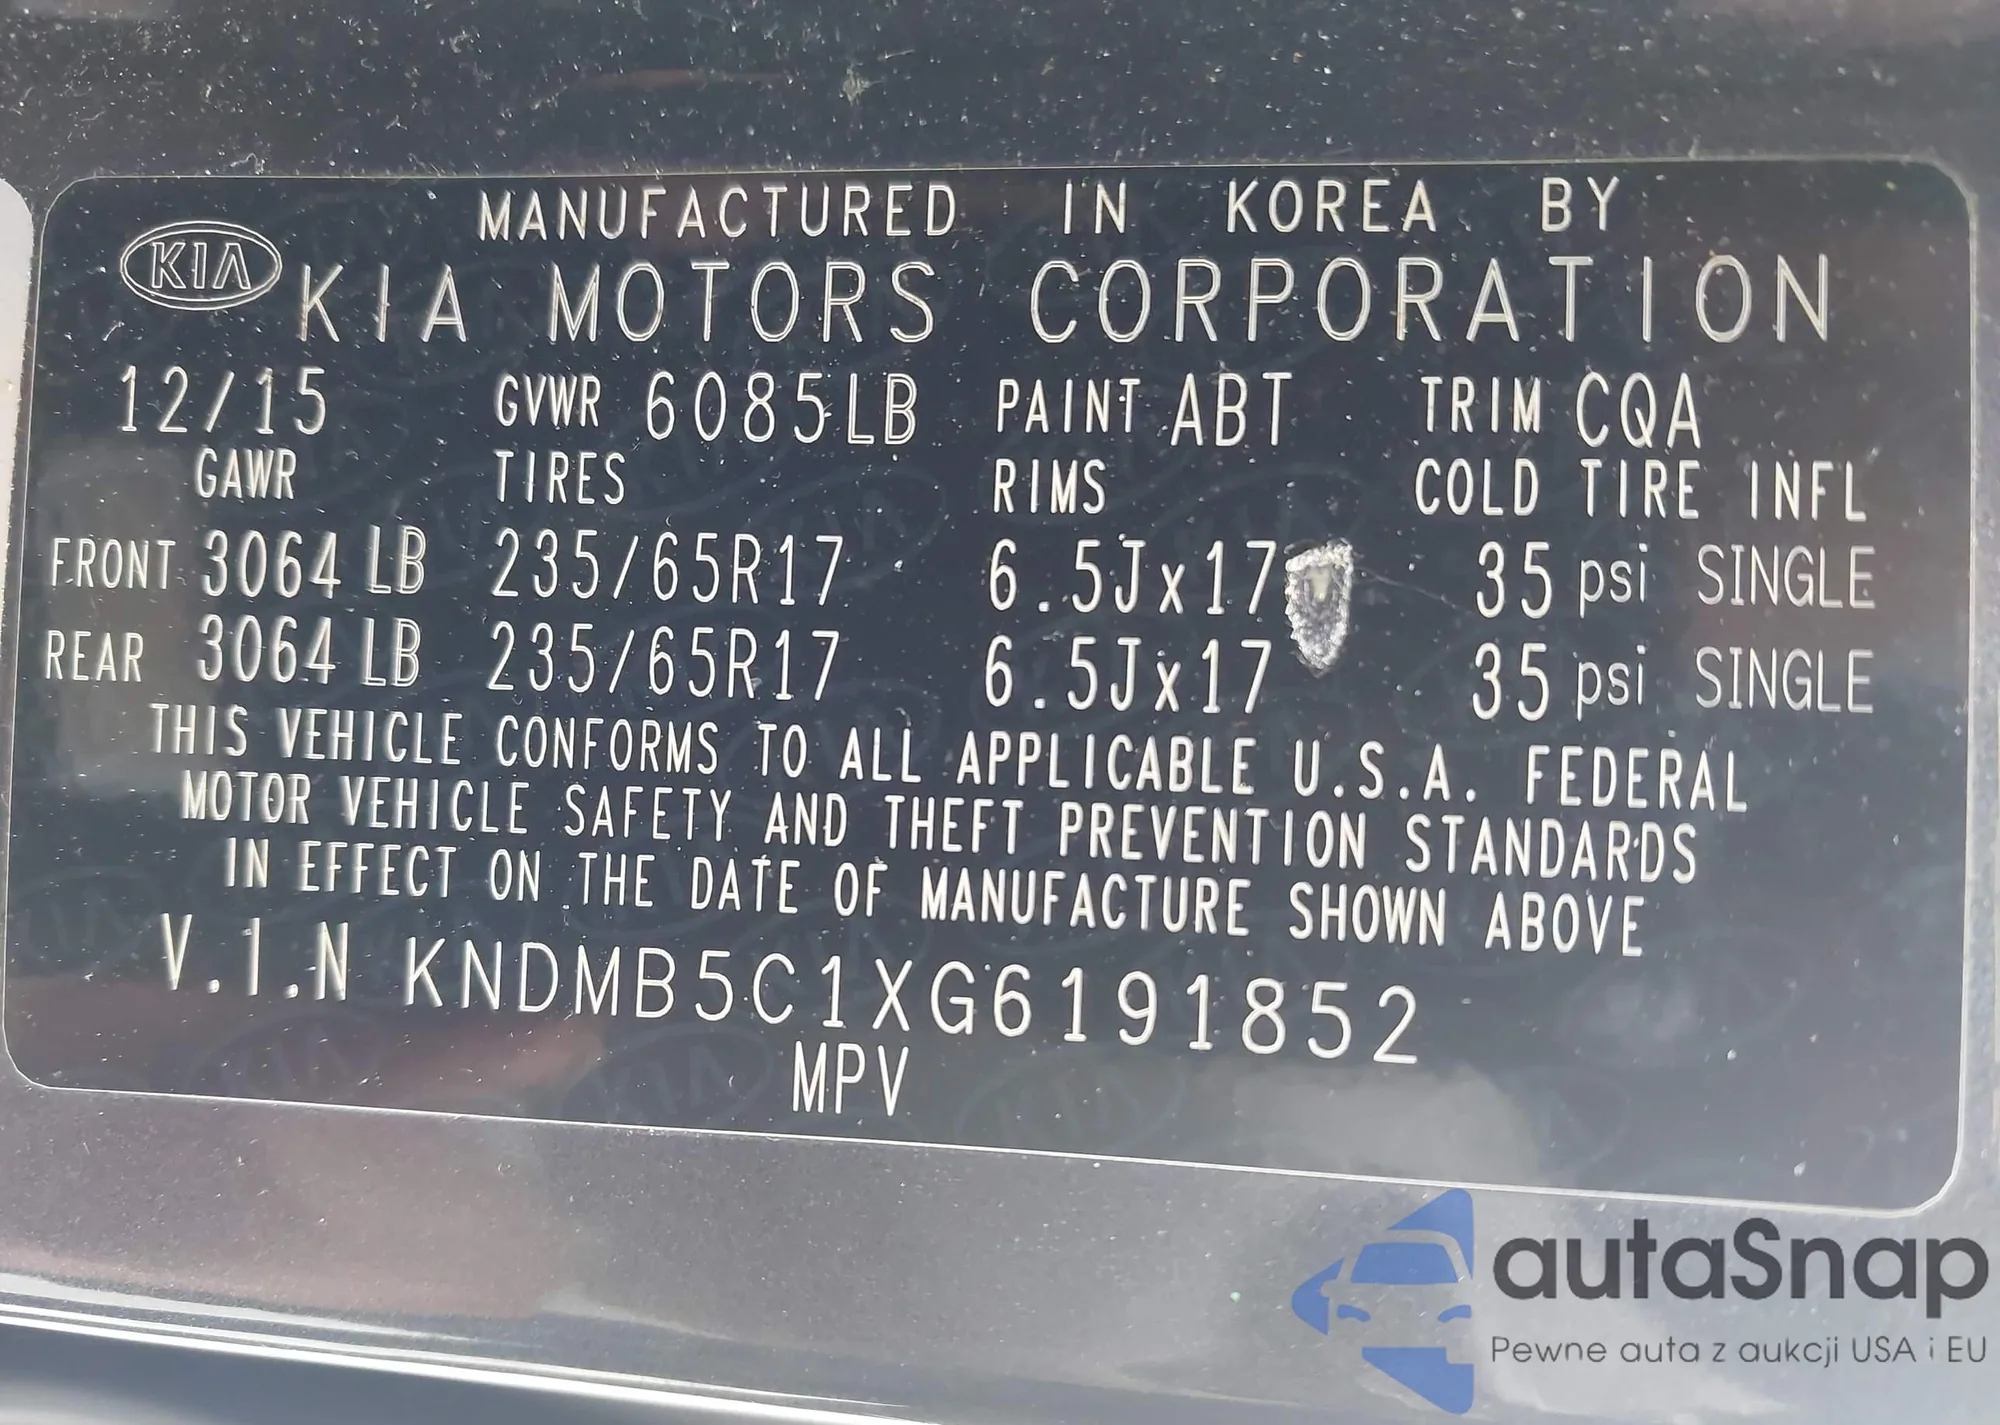 MANUFACTURED IN KOREA BY
KIA KIA MOTORS CORPORATION
12/15 GVWR 6085LB PAINT ABT TRIM CQA
GAWR TIRES RIMS COLD TIRE INFL
FRONT 3064 LB 235/65R17 6.5Jx17 35 psi SINGLE
REAR 3064 LB 235/65R17 6.5Jx17 35 psi SINGLE
THIS VEHICLE CONFORMS TO ALL APPLICABLE U.S.A. FEDERAL
MOTOR VEHICLE SAFETY AND THEFT PREVENTION STANDARDS
IN EFFECT ON THE DATE OF MANUFACTURE SHOWN ABOVE
V.I.N KNDMB5C1XG6191852
MPV
autaSnap
Pewne auta z aukcji USA i EU